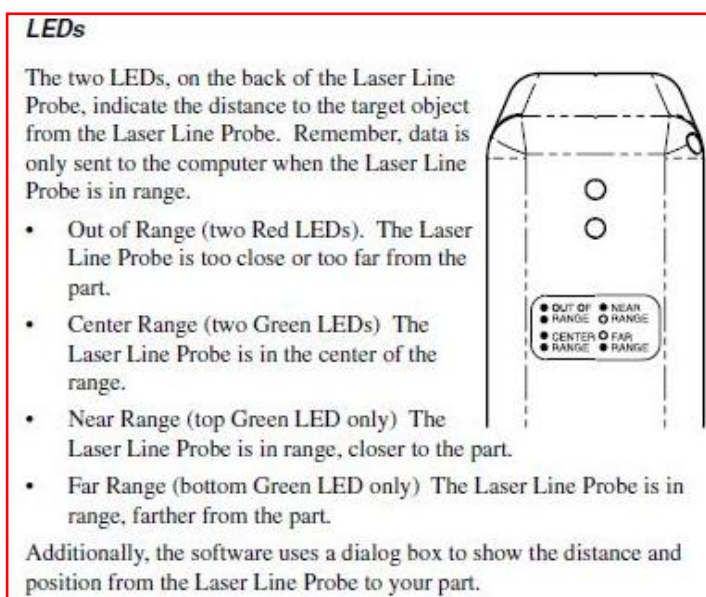 LEDs
The two LEDs, on the back of the Laser Line
Probe, indicate the distance to the target object
from the Laser Line Probe. Remember, data is
only sent to the computer when the Laser Line
Probe is in range.
• Out of Range (two Red LEDs). The Laser
Line Probe is too close or too far from the
part.
• Center Range (two Green LEDs) The
Laser Line Probe is in the center of the
range.
• Near Range (top Green LED only) The
Laser Line Probe is in range, closer to the part.
• Far Range (bottom Green LED only) The Laser Line Probe is in
range, farther from the part.
Additionally, the software uses a dialog box to show the distance and
position from the Laser Line Probe to your part.
OUT OF
RANGE
NEAR
RANGE
CENTER
RANGE
FAR
RANGE